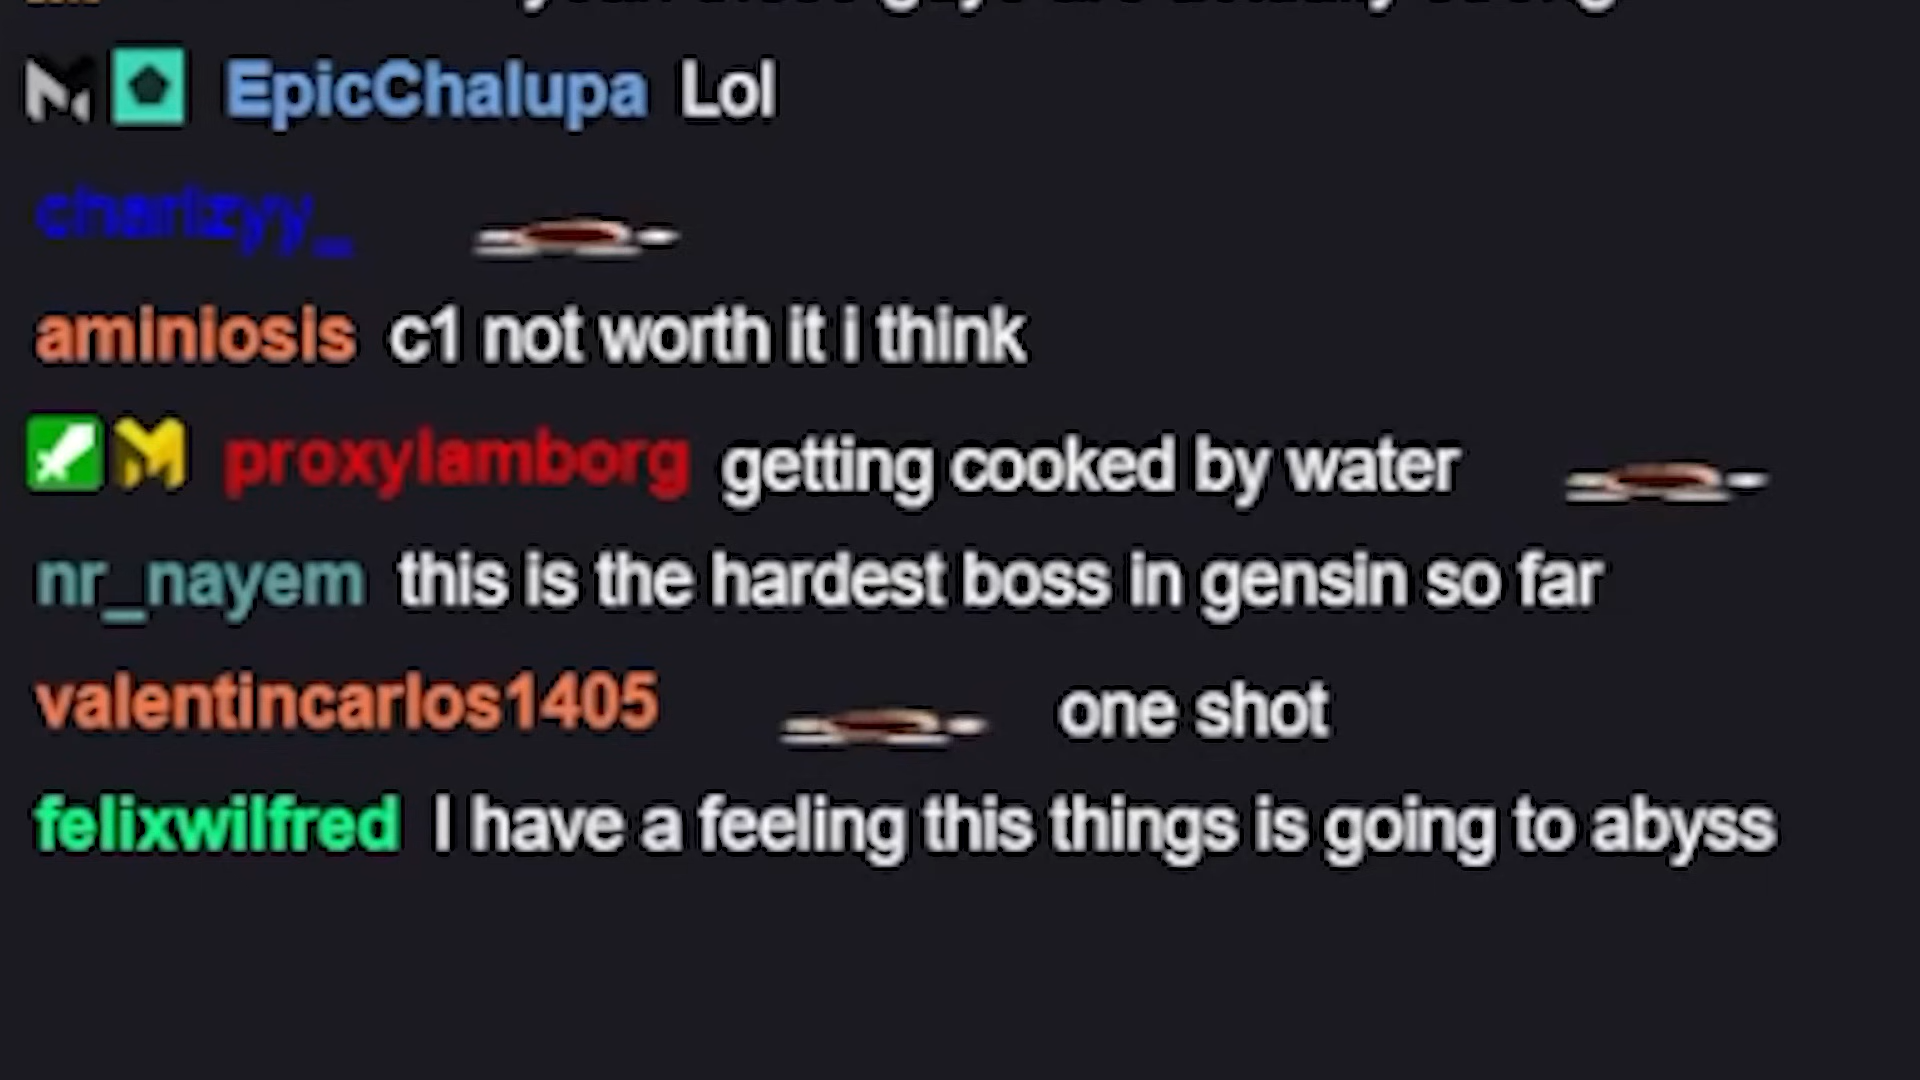 EpicChalupa Lol
charizyy_
aminiosis c1 not worth it i think
proxylamborg getting cooked by water
nr_nayem this is the hardest boss in gensin so far
valentincarlos1405 one shot
felixwilfred I have a feeling this things is going to abyss